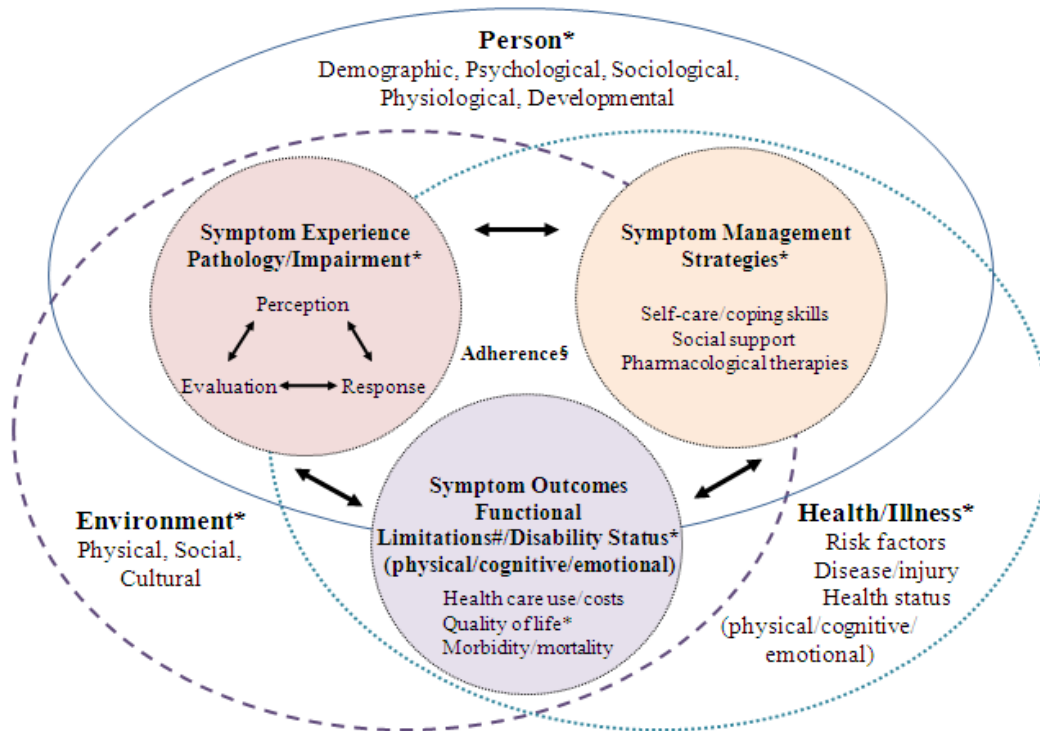 Person*
Demographic, Psychological, Sociological,
Physiological, Developmental
Symptom Experience
Pathology/Impairment*
Perception
Evaluation
Response
Symptom Management
Strategies*
Self-care/coping skills
Social support
Pharmacological therapies
Adherence§
Symptom Outcomes
Functional
Limitations#/Disability Status*
(physical/cognitive/emotional)
Health care use/costs
Quality of life*
Morbidity/mortality
Environment*
Physical, Social,
Cultural
Health/Illness*
Risk factors
Disease/injury
Health status
(physical/cognitive/
emotional)